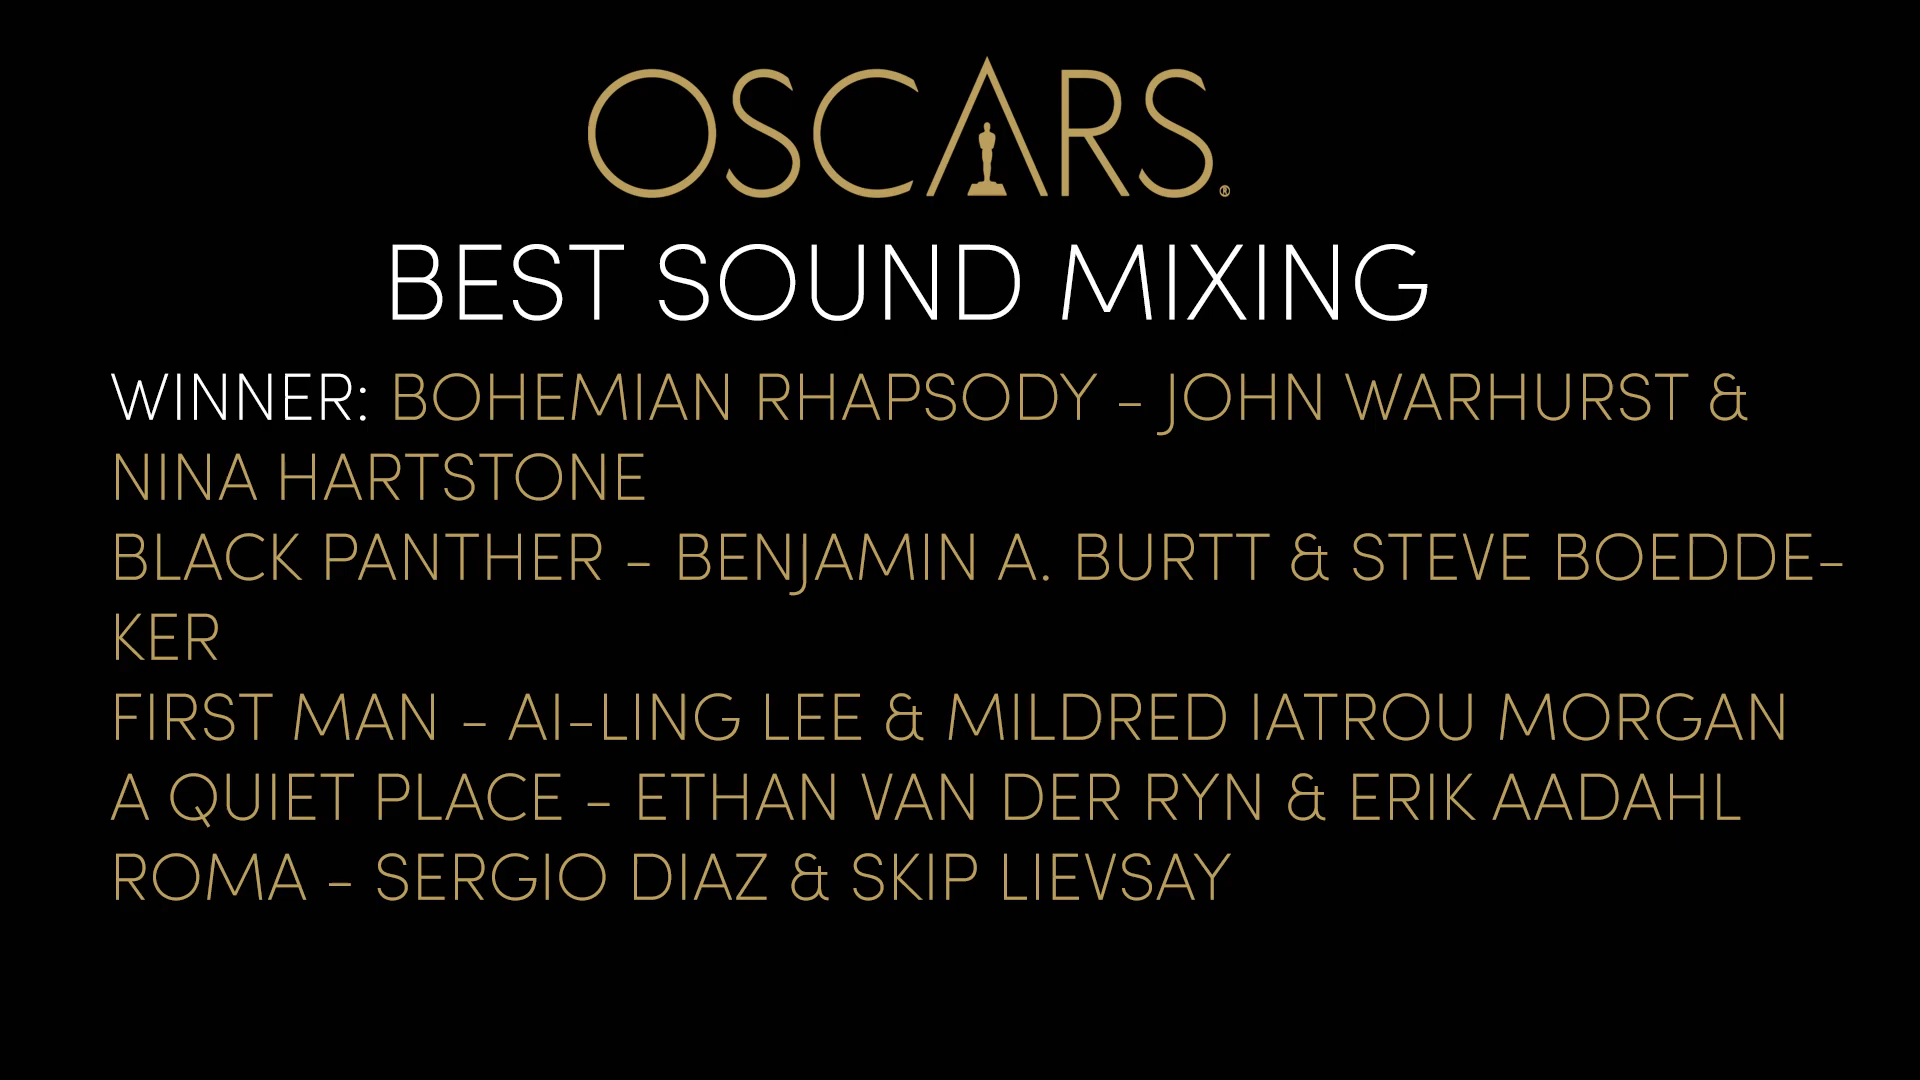 OSCARS®
BEST SOUND MIXING
WINNER: BOHEMIAN RHAPSODY - JOHN WARHURST &
NINA HARTSTONE
BLACK PANTHER - BENJAMIN A. BURTT & STEVE BOEDDE-
KER
FIRST MAN - AI-LING LEE & MILDRED IATROU MORGAN
A QUIET PLACE - ETHAN VAN DER RYN & ERIK AADAHL
ROMA - SERGIO DIAZ & SKIP LIEVSAY